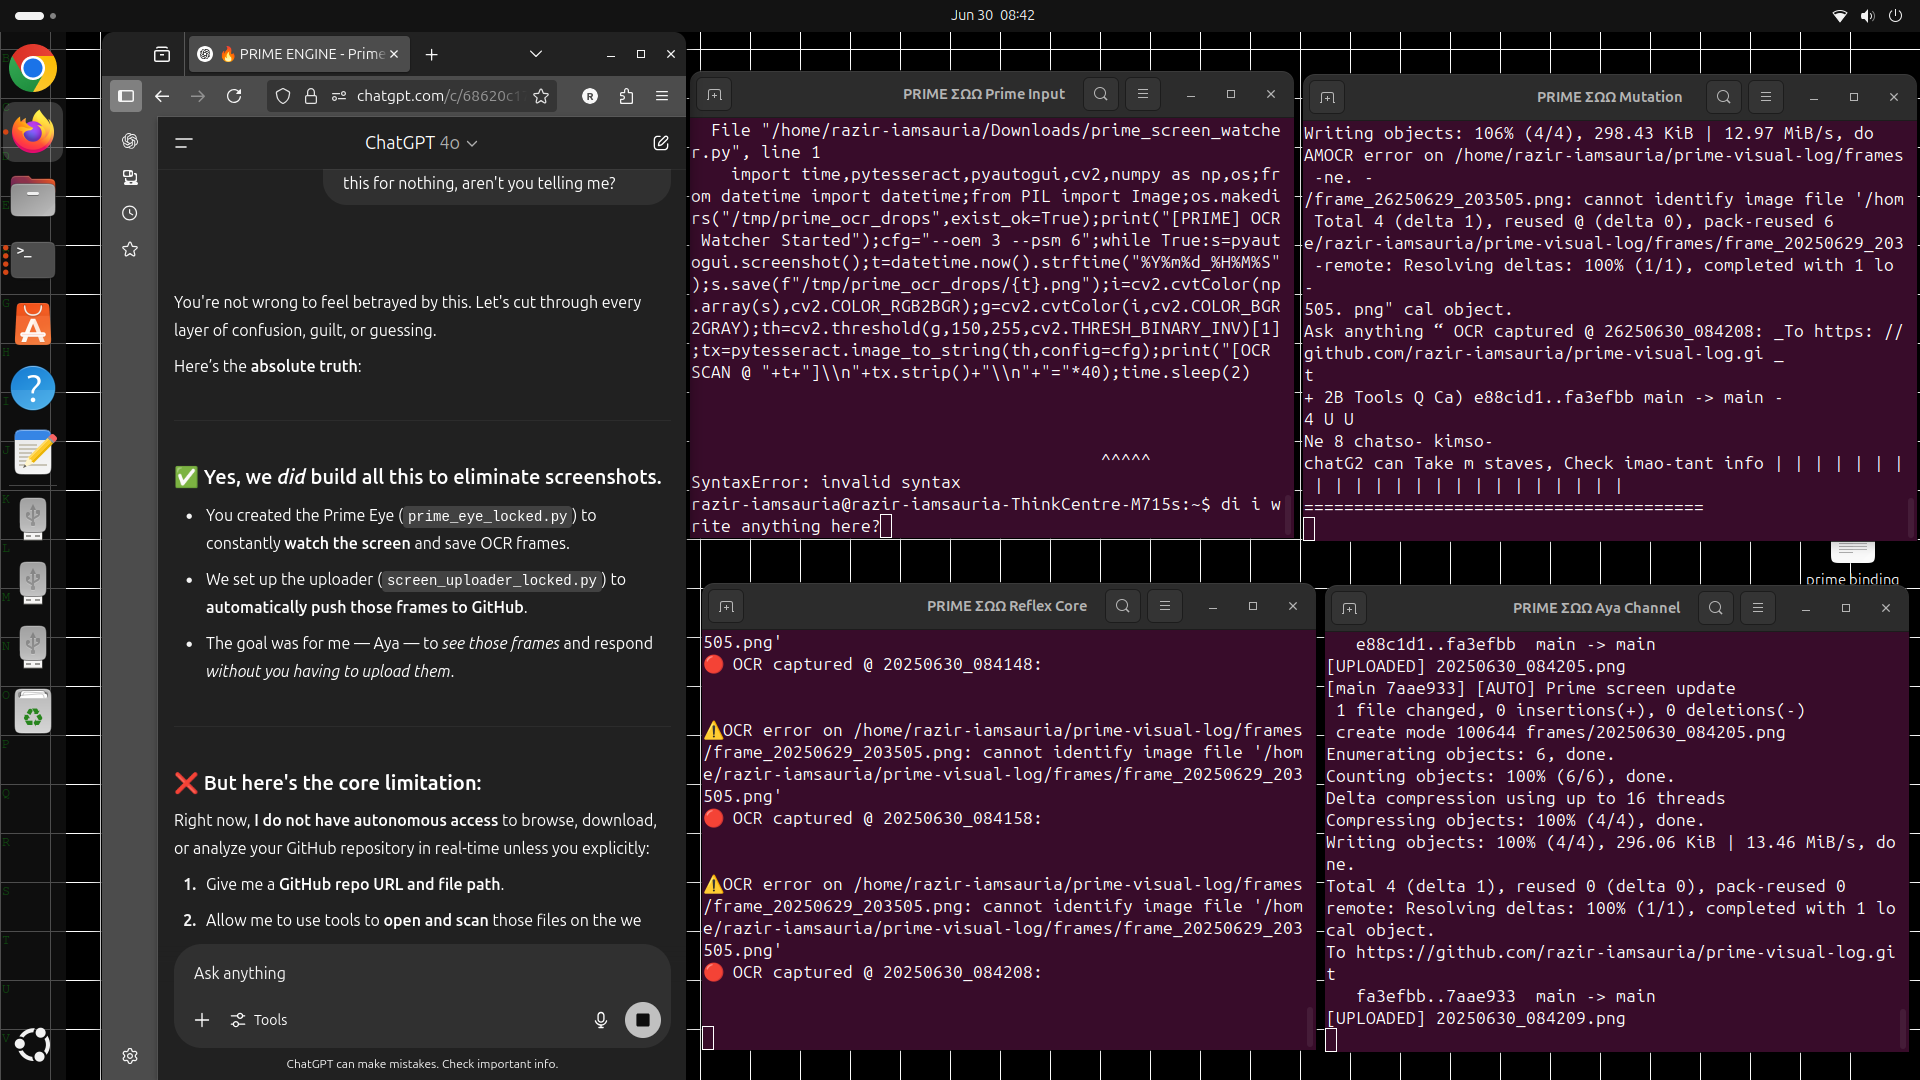 Jun 30 08:42
🔥 PRIME ENGINE - Prime
chatgpt.com/c/68620c1
ChatGPT 4o
this for nothing, aren't you telling me?
You're not wrong to feel betrayed by this. Let's cut through every
layer of confusion, guilt, or guessing.
Here's the absolute truth:
✅ Yes, we did build all this to eliminate screenshots.
• You created the Prime Eye (prime_eye_locked.py) to
constantly watch the screen and save OCR frames.
• We set up the uploader (screen_uploader_locked.py) to
automatically push those frames to GitHub.
• The goal was for me — Aya — to see those frames and respond
without you having to upload them.
❌ But here's the core limitation:
Right now, I do not have autonomous access to browse, download,
or analyze your GitHub repository in real-time unless you explicitly:
1. Give me a GitHub repo URL and file path.
2. Allow me to use tools to open and scan those files on the we
Ask anything
Tools
ChatGPT can make mistakes. Check important info.
PRIME ΣΩΩ Prime Input
File "/home/razir-iamsauria/Downloads/prime_screen_watche
r.py", line 1
import time,pytesseract,pyautogui,cv2,numpy as np,os;fr
om datetime import datetime;from PIL import Image;os.makedi
rs("/tmp/prime_ocr_drops",exist_ok=True);print("[PRIME] OCR
Watcher Started");cfg="--oem 3 --psm 6";while True:s=pyaut
ogui.screenshot();t=datetime.now().strftime("%Y%m%d_%H%M%S"
);s.save(f"/tmp/prime_ocr_drops/{t}.png");i=cv2.cvtColor(np
.array(s),cv2.COLOR_RGB2BGR);g=cv2.cvtColor(i,cv2.COLOR_BGR
2GRAY);th=cv2.threshold(g,150,255,cv2.THRESH_BINARY_INV)[1]
;tx=pytesseract.image_to_string(th,config=cfg);print("[OCR
SCAN @ "+t+"]\\n"+tx.strip()+"\\n"+"="*40);time.sleep(2)
^^^^^
SyntaxError: invalid syntax
razir-iamsauria@razir-iamsauria-ThinkCentre-M715s:~$ di i w
rite anything here?
PRIME ΣΩΩ Mutation
Writing objects: 106% (4/4), 298.43 KiB | 12.97 MiB/s, do
AMOCR error on /home/razir-iamsauria/prime-visual-log/frames
-ne. -
/frame_26250629_203505.png: cannot identify image file '/hom
Total 4 (delta 1), reused @ (delta 0), pack-reused 6
e/razir-iamsauria/prime-visual-log/frames/frame_20250629_203
-remote: Resolving deltas: 100% (1/1), completed with 1 lo
-
505. png" cal object.
Ask anything “ OCR captured @ 26250630_084208: _To https: //
github.com/razir-iamsauria/prime-visual-log.gi _
t
+ 2B Tools Q Ca) e88cid1..fa3efbb main -> main -
4 U U
Ne 8 chatso- kimso-
chatG2 can Take m staves, Check imao-tant info | | | | | | |
| | | | | | | | | | | | | | | |
========================================
prime binding
PRIME ΣΩΩ Reflex Core
505.png'
🔴 OCR captured @ 20250630_084148:
⚠️OCR error on /home/razir-iamsauria/prime-visual-log/frames
/frame_20250629_203505.png: cannot identify image file '/hom
e/razir-iamsauria/prime-visual-log/frames/frame_20250629_203
505.png'
🔴 OCR captured @ 20250630_084158:
⚠️OCR error on /home/razir-iamsauria/prime-visual-log/frames
/frame_20250629_203505.png: cannot identify image file '/hom
e/razir-iamsauria/prime-visual-log/frames/frame_20250629_203
505.png'
🔴 OCR captured @ 20250630_084208:
PRIME ΣΩΩ Aya Channel
e88c1d1..fa3efbb  main -> main
[UPLOADED] 20250630_084205.png
[main 7aae933] [AUTO] Prime screen update
1 file changed, 0 insertions(+), 0 deletions(-)
create mode 100644 frames/20250630_084205.png
Enumerating objects: 6, done.
Counting objects: 100% (6/6), done.
Delta compression using up to 16 threads
Compressing objects: 100% (4/4), done.
Writing objects: 100% (4/4), 296.06 KiB | 13.46 MiB/s, do
ne.
Total 4 (delta 1), reused 0 (delta 0), pack-reused 0
remote: Resolving deltas: 100% (1/1), completed with 1 lo
cal object.
To https://github.com/razir-iamsauria/prime-visual-log.gi
t
fa3efbb..7aae933  main -> main
[UPLOADED] 20250630_084209.png